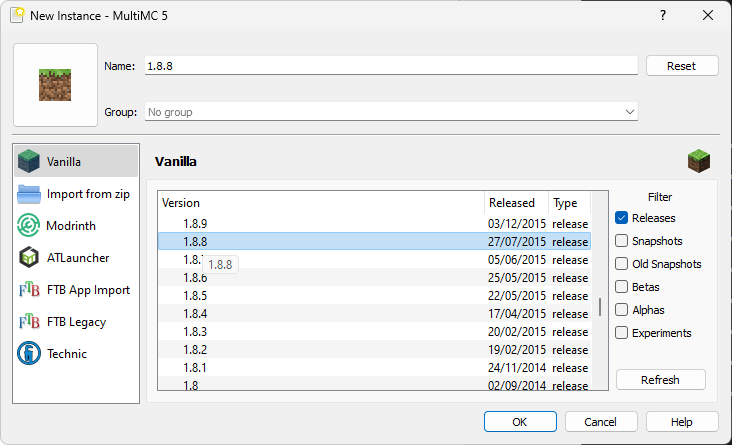 New Instance - MultiMC 5
Name: 1.8.8 Reset
Group: No group
Vanilla
Import from zip
Modrinth
ATLauncher
FTB App Import
FTB Legacy
Technic
Vanilla
Version Released Type
1.8.9 03/12/2015 release
1.8.8 27/07/2015 release
1.8.7 05/06/2015 release
1.8.8
1.8.6 25/05/2015 release
1.8.5 22/05/2015 release
1.8.4 17/04/2015 release
1.8.3 20/02/2015 release
1.8.2 19/02/2015 release
1.8.1 24/11/2014 release
1.8 02/09/2014 release
Filter
Releases
Snapshots
Old Snapshots
Betas
Alphas
Experiments
Refresh
OK Cancel Help